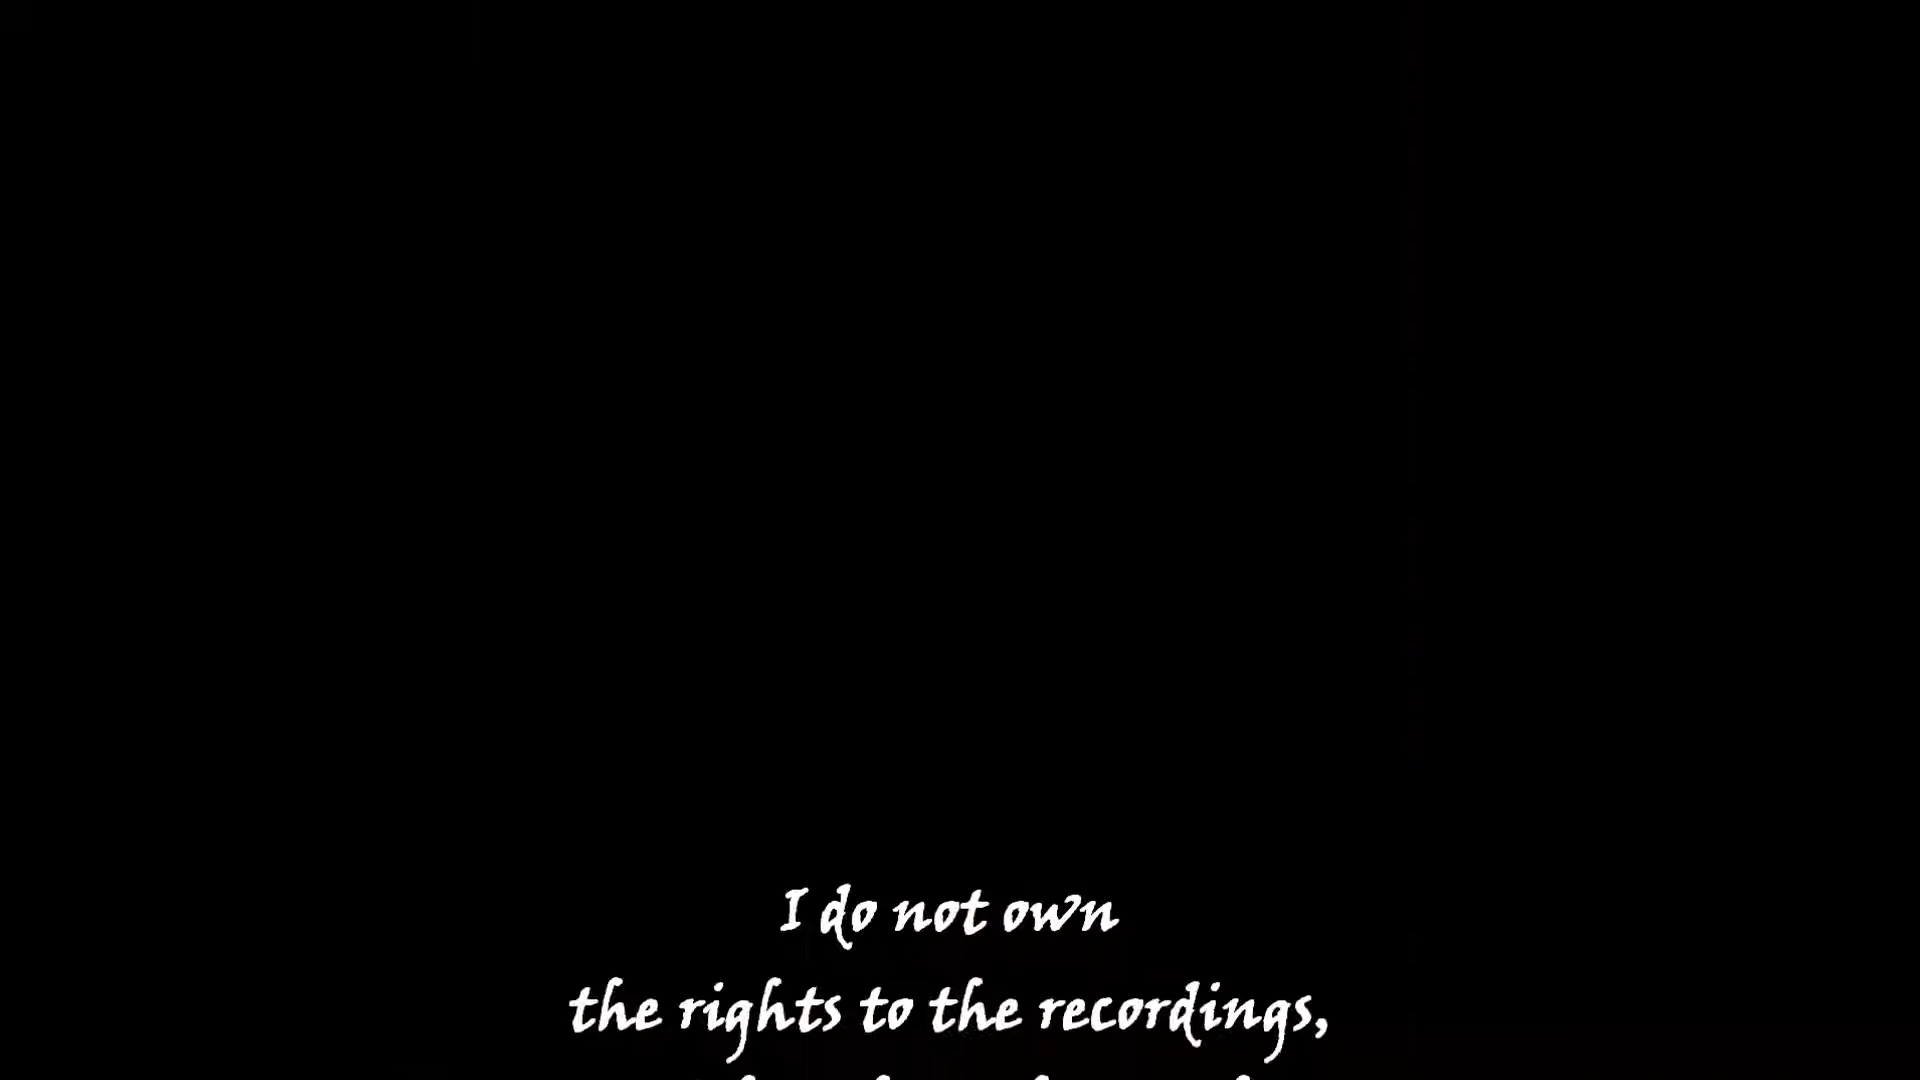 I do not own
the rights to the recordings,